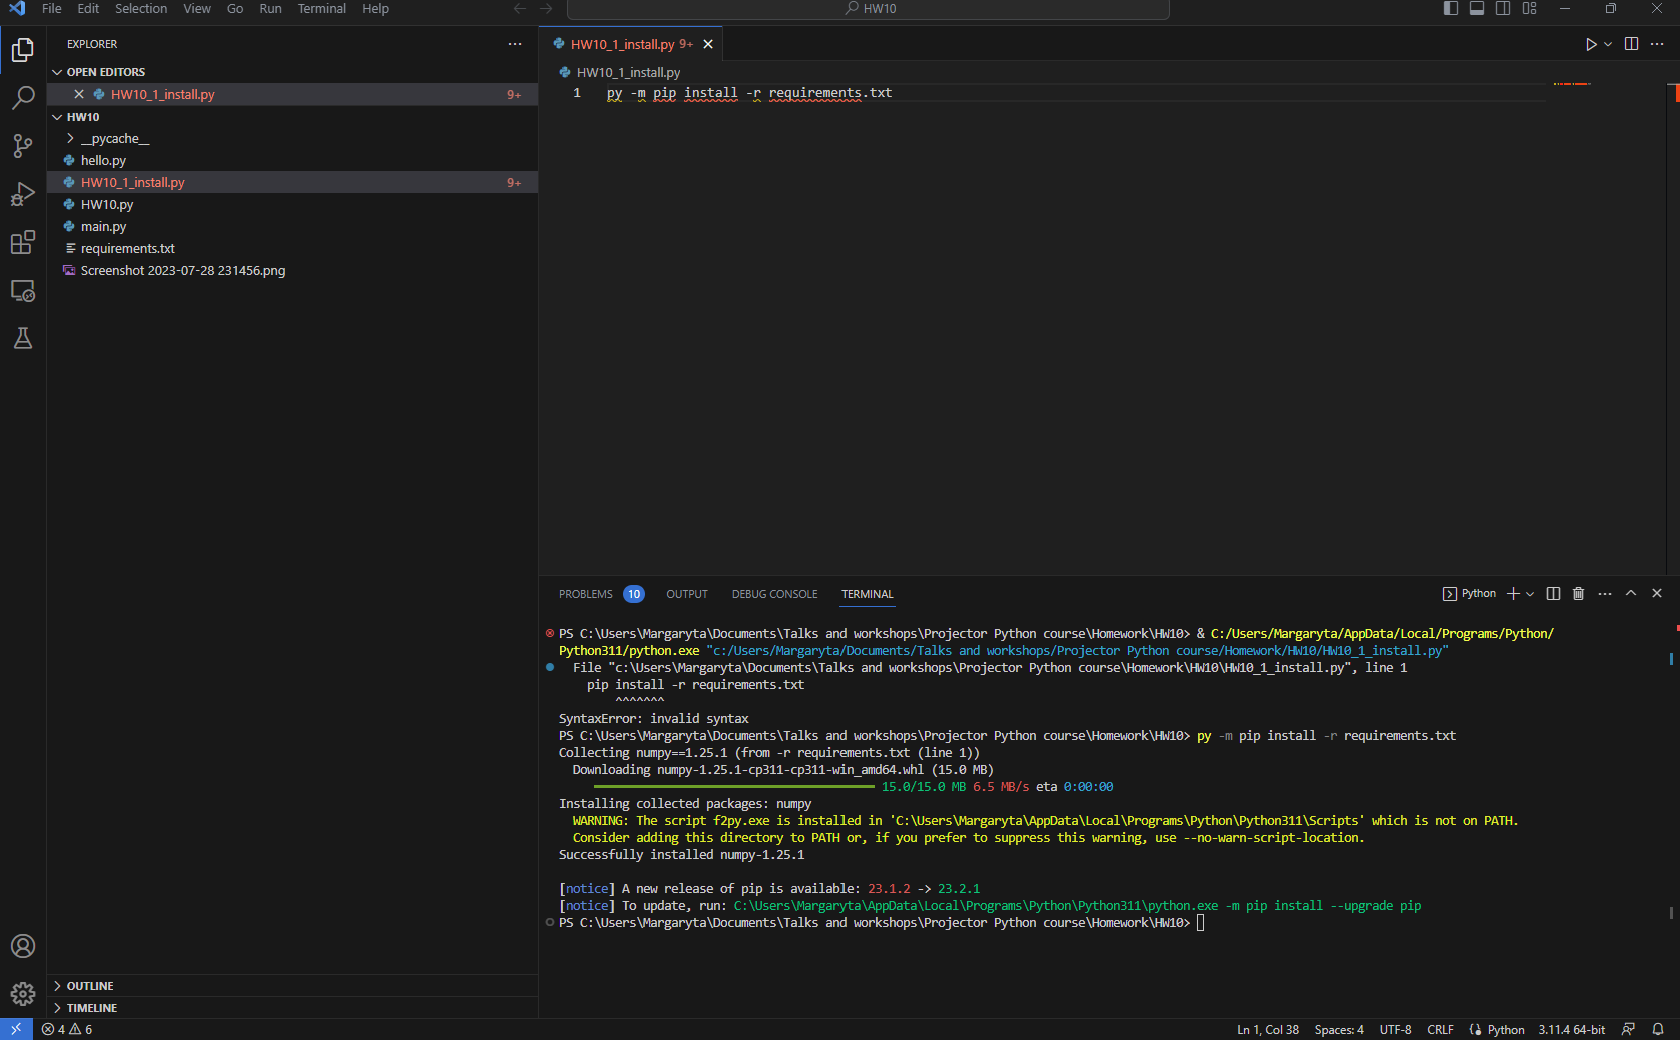 File Edit Selection View Go Run Terminal Help
HW10
EXPLORER
OPEN EDITORS
HW10_1_install.py 9+
HW10
__pycache__
hello.py
HW10_1_install.py 9+
HW10.py
main.py
requirements.txt
Screenshot 2023-07-28 231456.png
OUTLINE
TIMELINE
HW10_1_install.py 9+
HW10_1_install.py
1 py -m pip install -r requirements.txt
PROBLEMS 10 OUTPUT DEBUG CONSOLE TERMINAL
Python
PS C:\Users\Margaryta\Documents\Talks and workshops\Projector Python course\Homework\HW10> & C:/Users/Margaryta/AppData/Local/Programs/Python/
Python311/python.exe "c:/Users/Margaryta/Documents/Talks and workshops/Projector Python course/Homework/HW10/HW10_1_install.py"
File "c:\Users\Margaryta\Documents\Talks and workshops\Projector Python course\Homework\HW10\HW10_1_install.py", line 1
pip install -r requirements.txt
^^^^^^^
SyntaxError: invalid syntax
PS C:\Users\Margaryta\Documents\Talks and workshops\Projector Python course\Homework\HW10> py -m pip install -r requirements.txt
Collecting numpy==1.25.1 (from -r requirements.txt (line 1))
Downloading numpy-1.25.1-cp311-cp311-win_amd64.whl (15.0 MB)
15.0/15.0 MB 6.5 MB/s eta 0:00:00
Installing collected packages: numpy
WARNING: The script f2py.exe is installed in 'C:\Users\Margaryta\AppData\Local\Programs\Python\Python311\Scripts' which is not on PATH.
Consider adding this directory to PATH or, if you prefer to suppress this warning, use --no-warn-script-location.
Successfully installed numpy-1.25.1
[notice] A new release of pip is available: 23.1.2 -> 23.2.1
[notice] To update, run: C:\Users\Margaryta\AppData\Local\Programs\Python\Python311\python.exe -m pip install --upgrade pip
PS C:\Users\Margaryta\Documents\Talks and workshops\Projector Python course\Homework\HW10>
4 6
Ln 1, Col 38 Spaces: 4 UTF-8 CRLF Python 3.11.4 64-bit